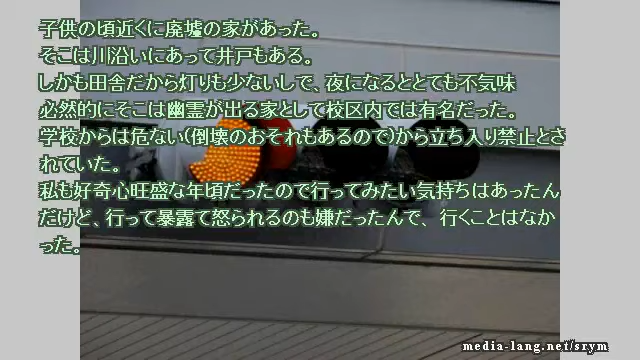 子供の頃近くに廃墟の家があった。
そこは川沿いにあって井戸もある。
しかも田舎だから灯りも少ないしで、夜になるととても不気味
必然的にそこは幽霊が出る家として校区内では有名だった。
学校からは危ない(倒壊のおそれもあるので)から立ち入り禁止とさ
れていた。
私も好奇心旺盛な年頃だったので行ってみたい気持ちはあったん
だけど、行って暴露て怒られるのも嫌だったんで、行くことはなか
った。
media-lang.net/srym